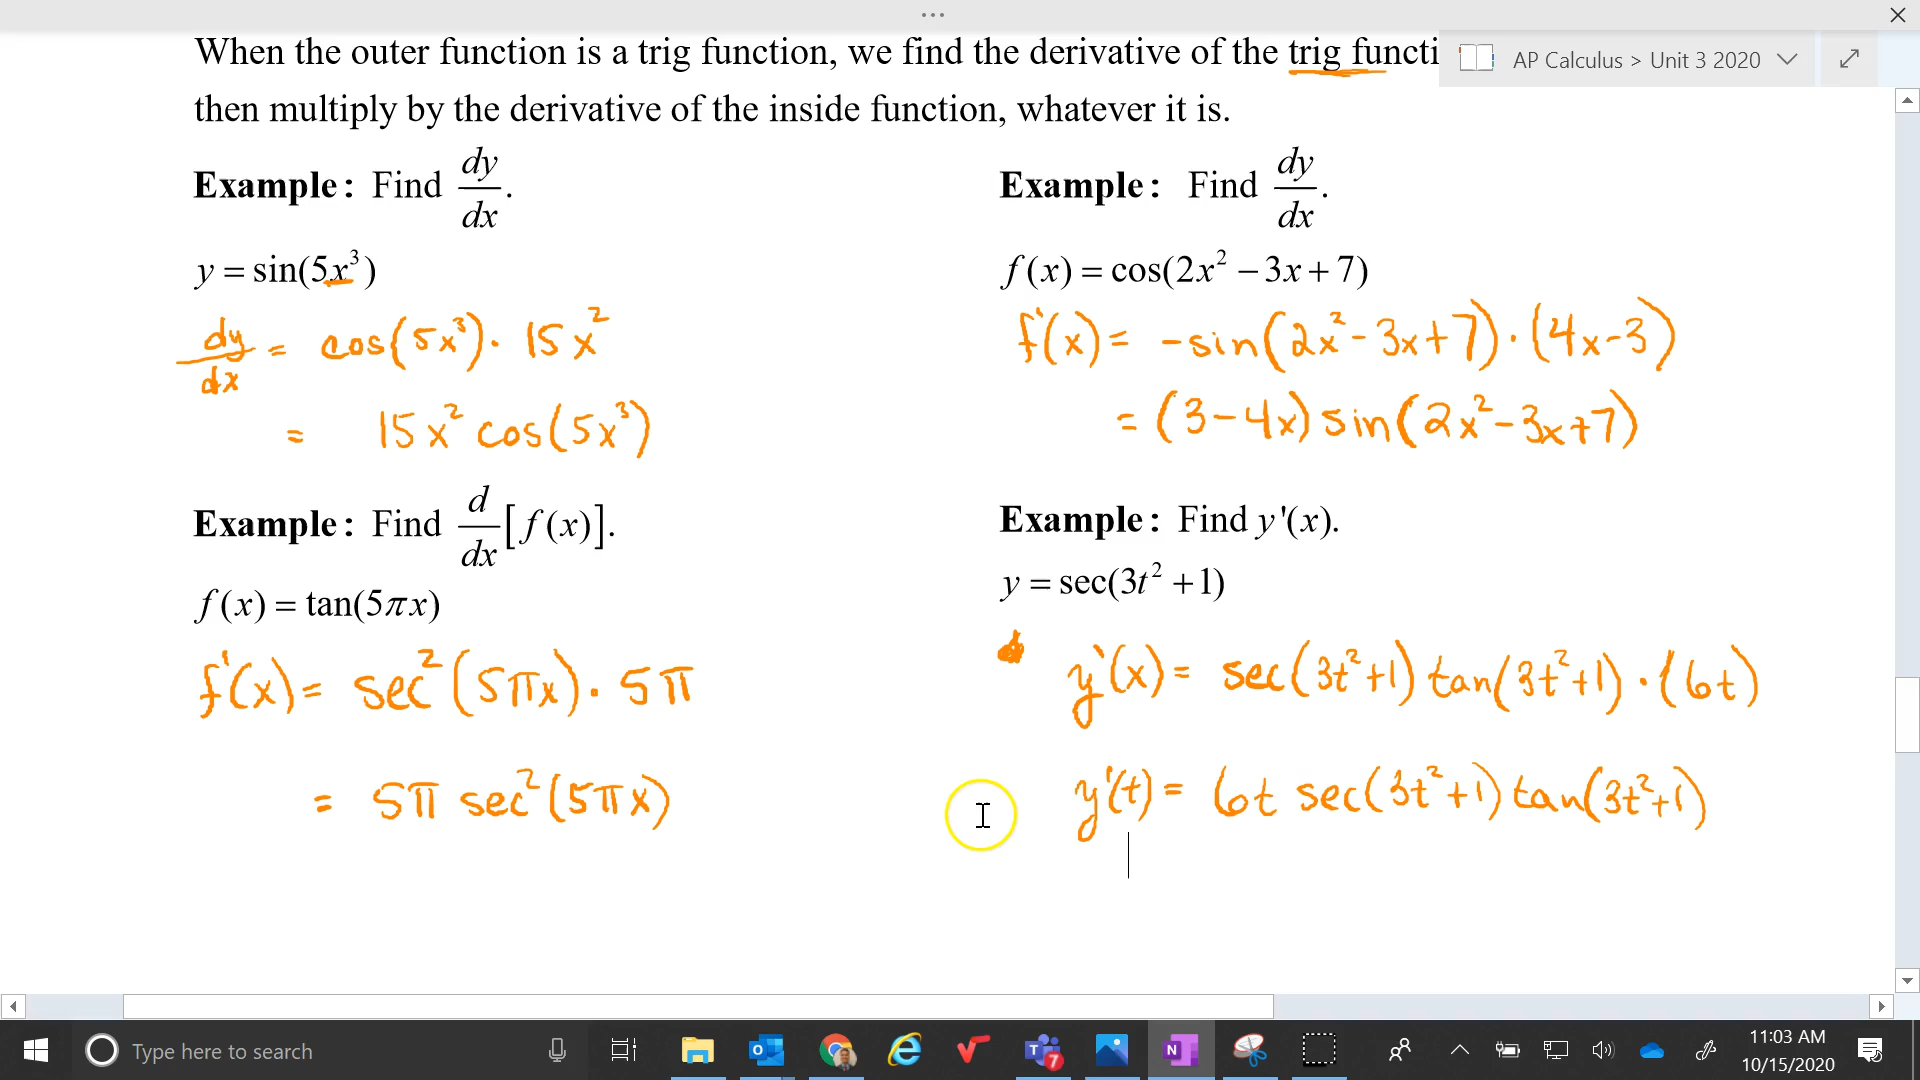 When the outer function is a trig function, we find the derivative of the trig functi
AP Calculus > Unit 3 2020
then multiply by the derivative of the inside function, whatever it is.
Example: Find dy/dx.
y = sin(5x³)
dy/dx = cos(5x³) · 15x²
= 15x² cos(5x³)
Example: Find dy/dx.
f(x) = cos(2x² − 3x + 7)
f'(x) = -sin(2x² - 3x + 7) · (4x - 3)
= (3 - 4x) sin(2x² - 3x + 7)
Example: Find d/dx [f(x)].
f(x) = tan(5πx)
f'(x) = sec²(5πx) · 5π
= 5π sec²(5πx)
Example: Find y'(x).
y = sec(3t² + 1)
y'(x) = sec(3t² + 1) tan(3t² + 1) · (6t)
y'(t) = 6t sec(3t² + 1) tan(3t² + 1)
Type here to search
7
11:03 AM
10/15/2020